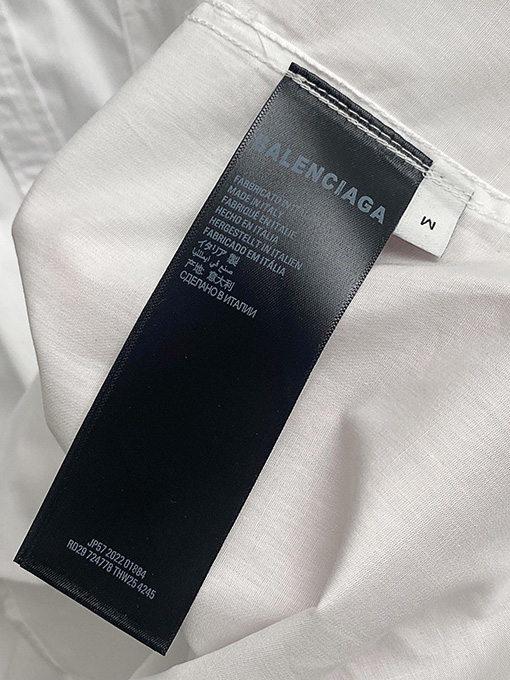 BALENCIAGA
FABBRICATO IN ITALIA
MADE IN ITALY
FABRIQUÉ EN ITALIE
HECHO EN ITALIA
HERGESTELLT IN ITALIEN
FABRICADO EM ITÁLIA
イタリア 製
صنع في إيطاليا
产地: 意大利
СДЕЛАНО В ИТАЛИИ
M
JP57 2022 01884
RD28 724778 THW25 4245